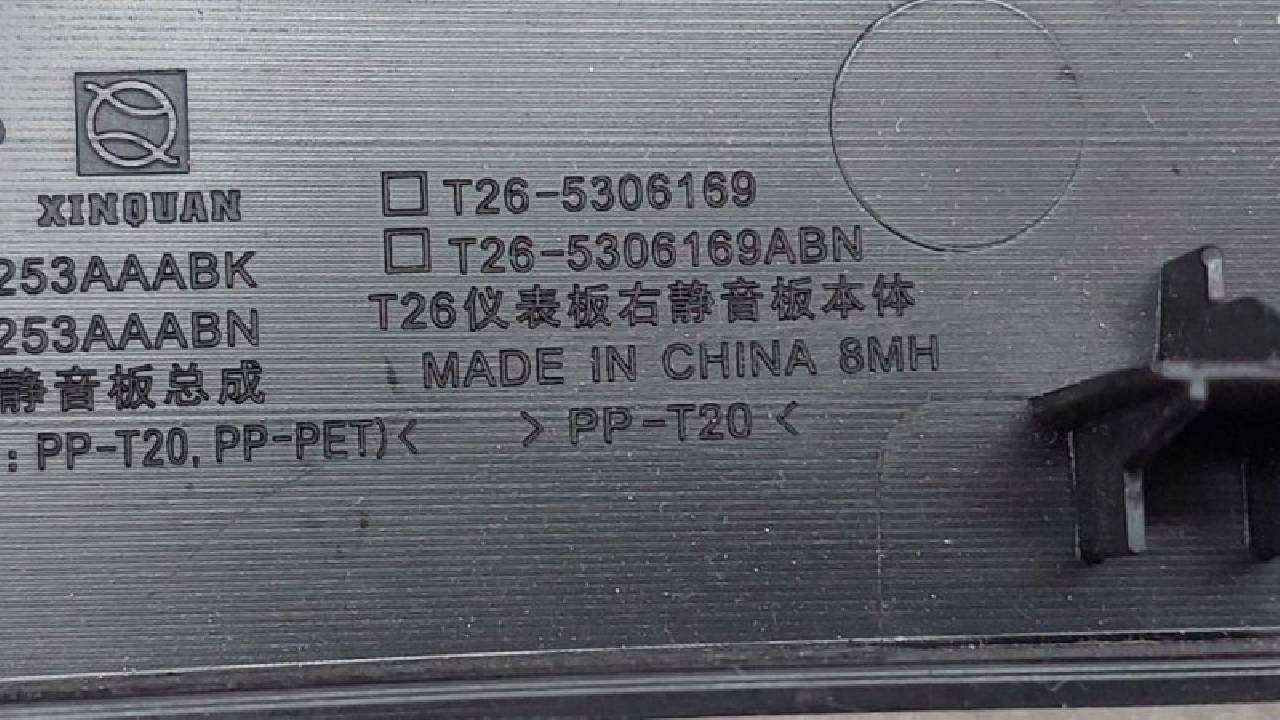 XINQUAN
253AAABK
253AAABN
静音板总成
: PP-T20, PP-PET)<
T26-5306169
T26-5306169ABN
T26仪表板右静音板本体
MADE IN CHINA 8MH
> PP-T20 <